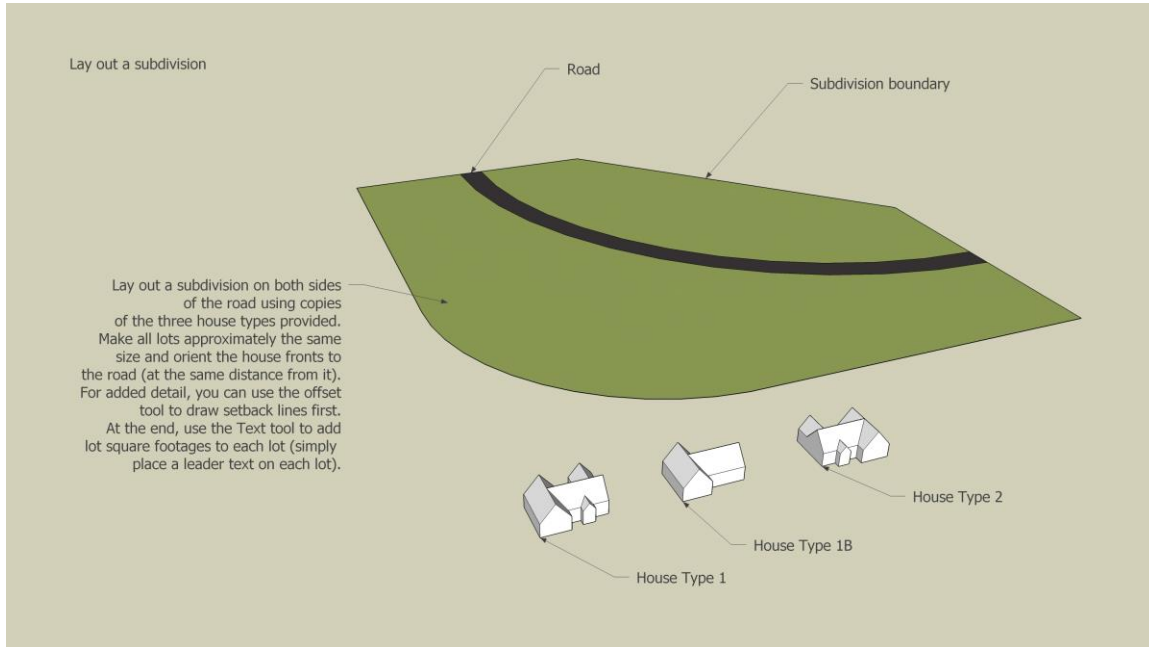 Lay out a subdivision
Road
Subdivision boundary
Lay out a subdivision on both sides
of the road using copies
of the three house types provided.
Make all lots approximately the same
size and orient the house fronts to
the road (at the same distance from it).
For added detail, you can use the offset
tool to draw setback lines first.
At the end, use the Text tool to add
lot square footages to each lot (simply
place a leader text on each lot).
House Type 2
House Type 1B
House Type 1